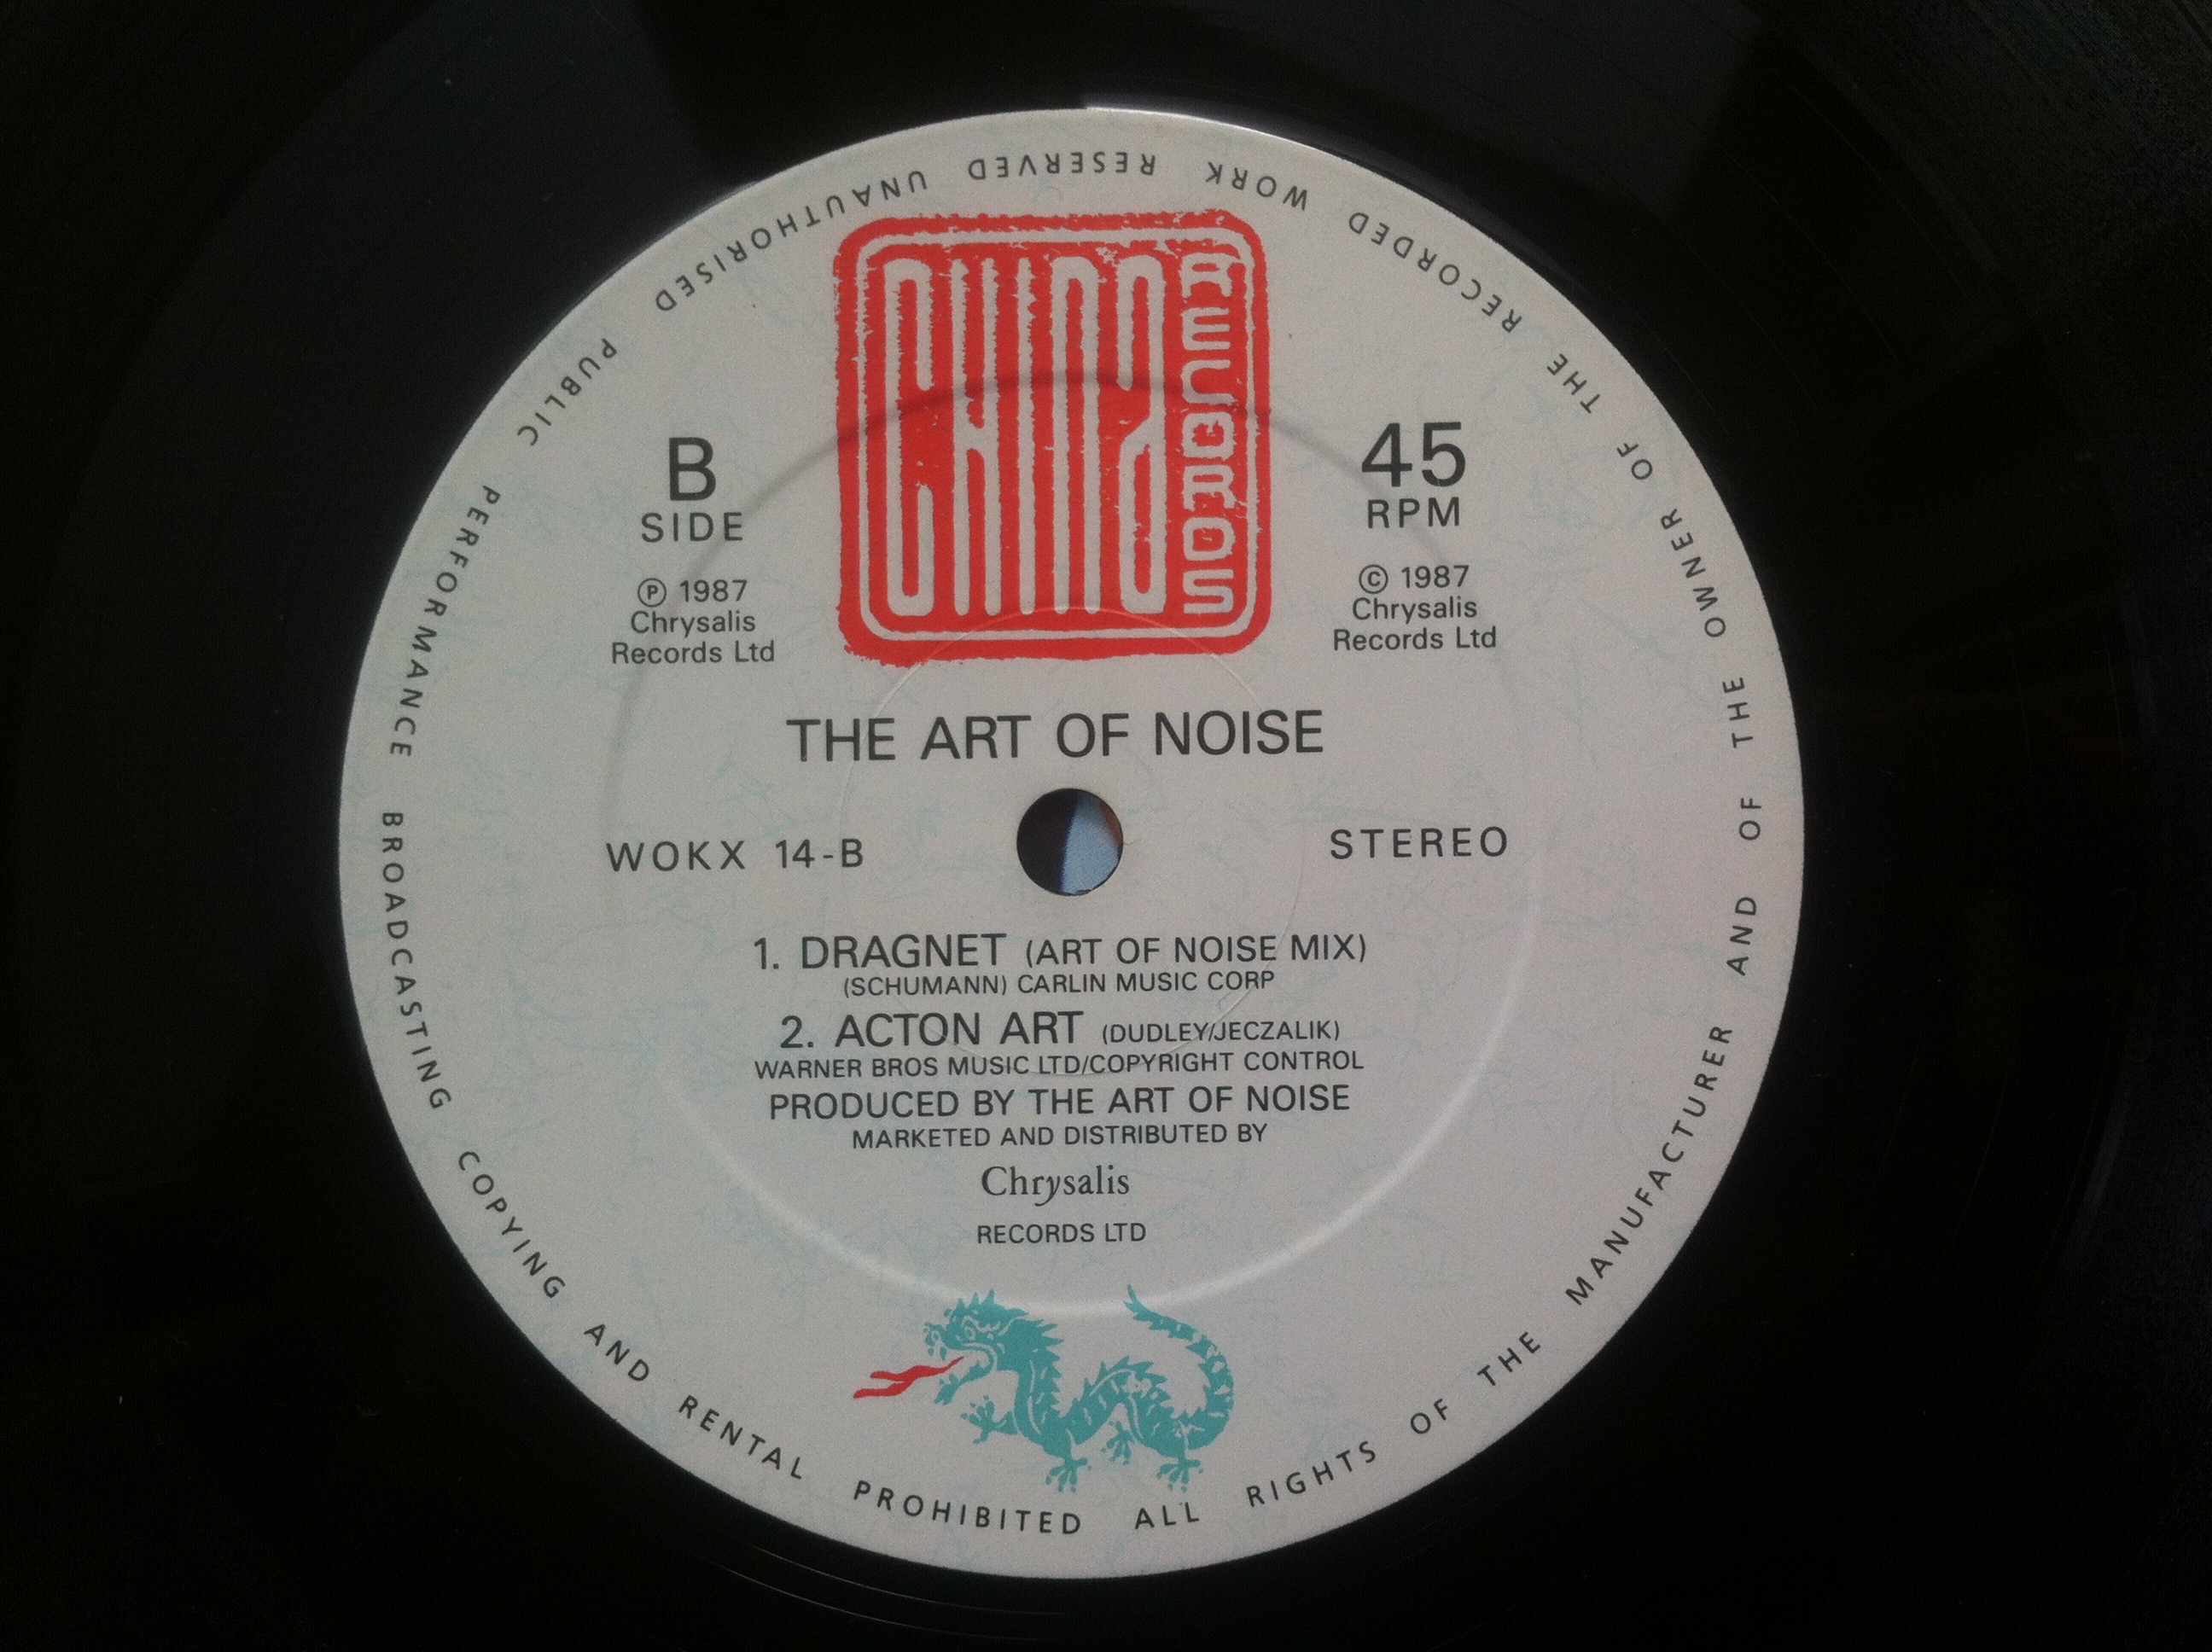 CHINA
RECORDS
B
SIDE
45
RPM
Ⓟ 1987
Chrysalis
Records Ltd
© 1987
Chrysalis
Records Ltd
THE ART OF NOISE
WOKX 14-B
STEREO
1. DRAGNET (ART OF NOISE MIX)
(SCHUMANN) CARLIN MUSIC CORP
2. ACTON ART (DUDLEY/JECZALIK)
WARNER BROS MUSIC LTD/COPYRIGHT CONTROL
PRODUCED BY THE ART OF NOISE
MARKETED AND DISTRIBUTED BY
Chrysalis
RECORDS LTD
ALL RIGHTS OF THE MANUFACTURER AND OF THE OWNER OF THE RECORDED WORK RESERVED UNAUTHORISED PUBLIC PERFORMANCE BROADCASTING COPYING AND RENTAL PROHIBITED